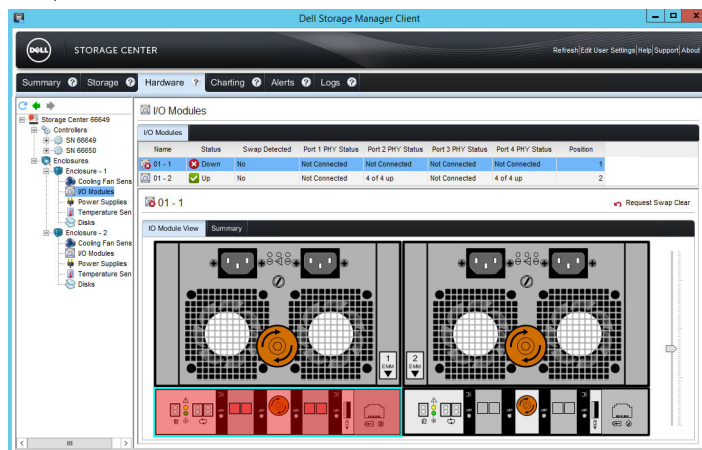 Dell Storage Manager Client
DELL STORAGE CENTER Refresh Edit User Settings Help Support About
Summary ? Storage ? Hardware ? Charting ? Alerts ? Logs ?
Storage Center 66649
Controllers
SN 66649
SN 66650
Enclosures
Enclosure - 1
Cooling Fan Sens
I/O Modules
Power Supplies
Temperature Sen
Disks
Enclosure - 2
Cooling Fan Sens
I/O Modules
Power Supplies
Temperature Sen
Disks
I/O Modules
I/O Modules
Name Status Swap Detected Port 1 PHY Status Port 2 PHY Status Port 3 PHY Status Port 4 PHY Status Position
01 - 1 Down No Not Connected Not Connected Not Connected Not Connected 1
01 - 2 Up No Not Connected 4 of 4 up Not Connected 4 of 4 up 2
01 - 1 Request Swap Clear
IO Module View Summary
1 2
EMM EMM